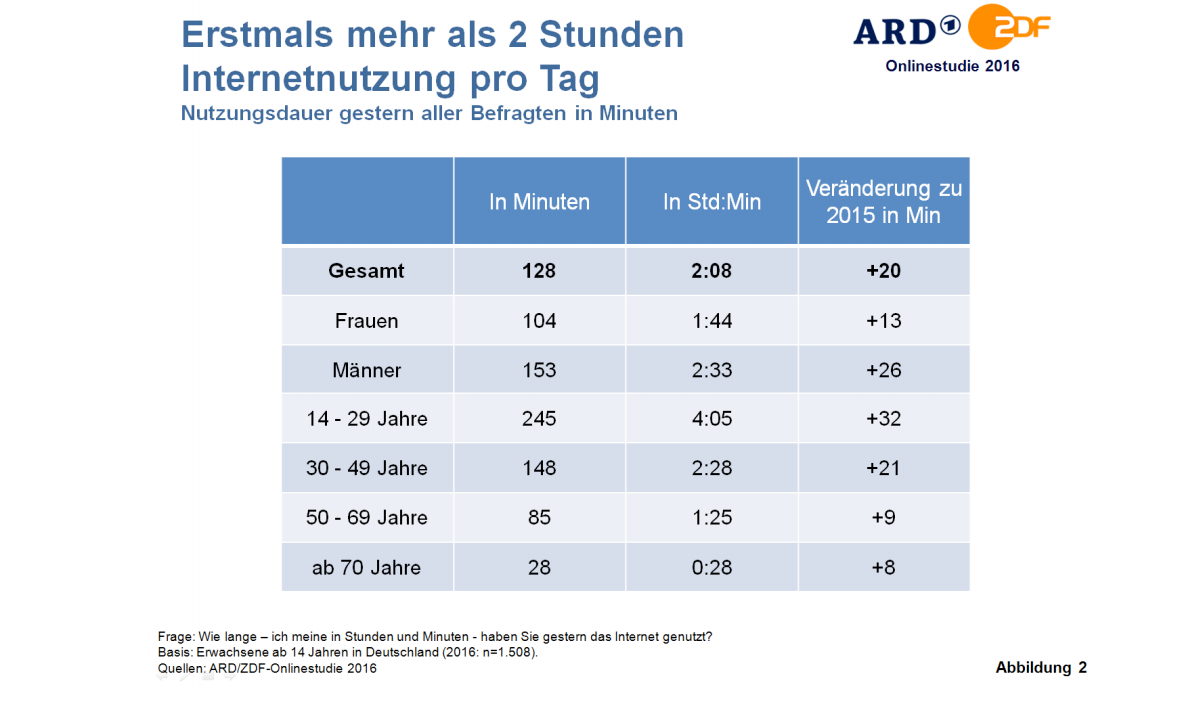 Erstmals mehr als 2 Stunden
Internetnutzung pro Tag
Nutzungsdauer gestern aller Befragten in Minuten
ARD 1 ZDF
Onlinestudie 2016
In Minuten In Std:Min Veränderung zu
2015 in Min
Gesamt 128 2:08 +20
Frauen 104 1:44 +13
Männer 153 2:33 +26
14 - 29 Jahre 245 4:05 +32
30 - 49 Jahre 148 2:28 +21
50 - 69 Jahre 85 1:25 +9
ab 70 Jahre 28 0:28 +8
Frage: Wie lange – ich meine in Stunden und Minuten - haben Sie gestern das Internet genutzt?
Basis: Erwachsene ab 14 Jahren in Deutschland (2016: n=1.508).
Quellen: ARD/ZDF-Onlinestudie 2016
Abbildung 2